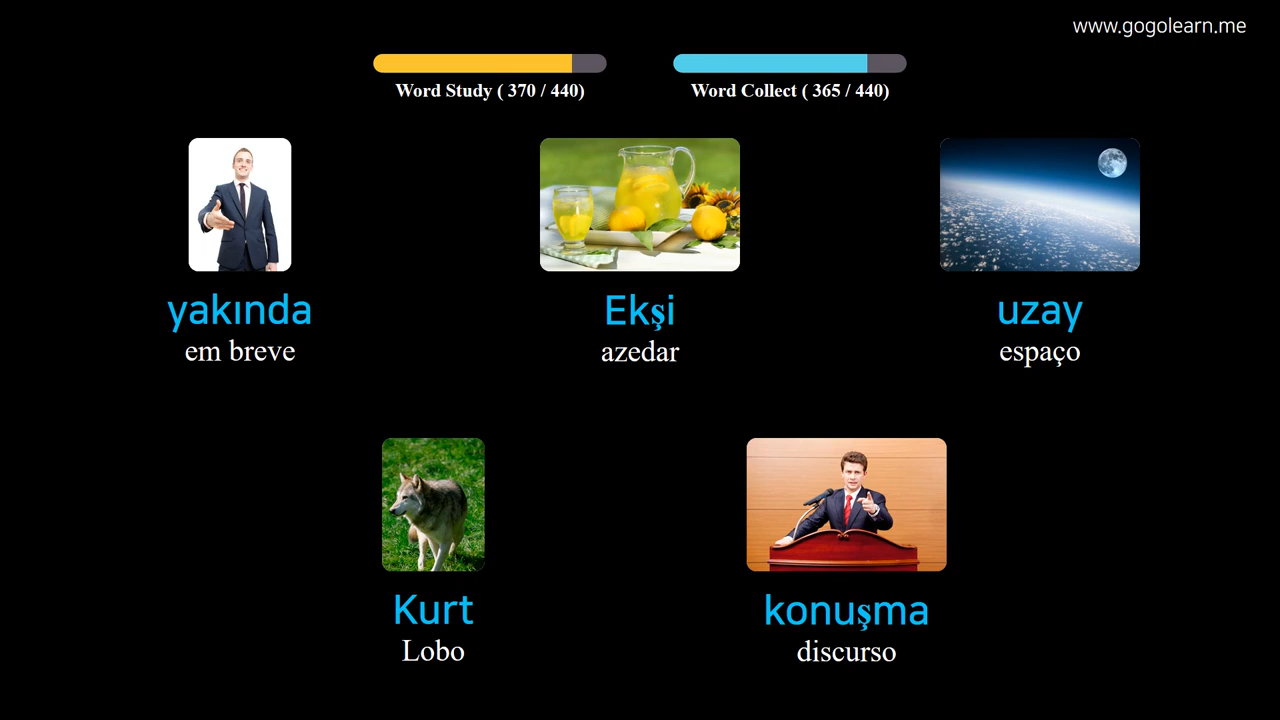 www.gogolearn.me
Word Study ( 370 / 440)
Word Collect ( 365 / 440)
yakında
em breve
Ekşi
azedar
uzay
espaço
Kurt
Lobo
konuşma
discurso